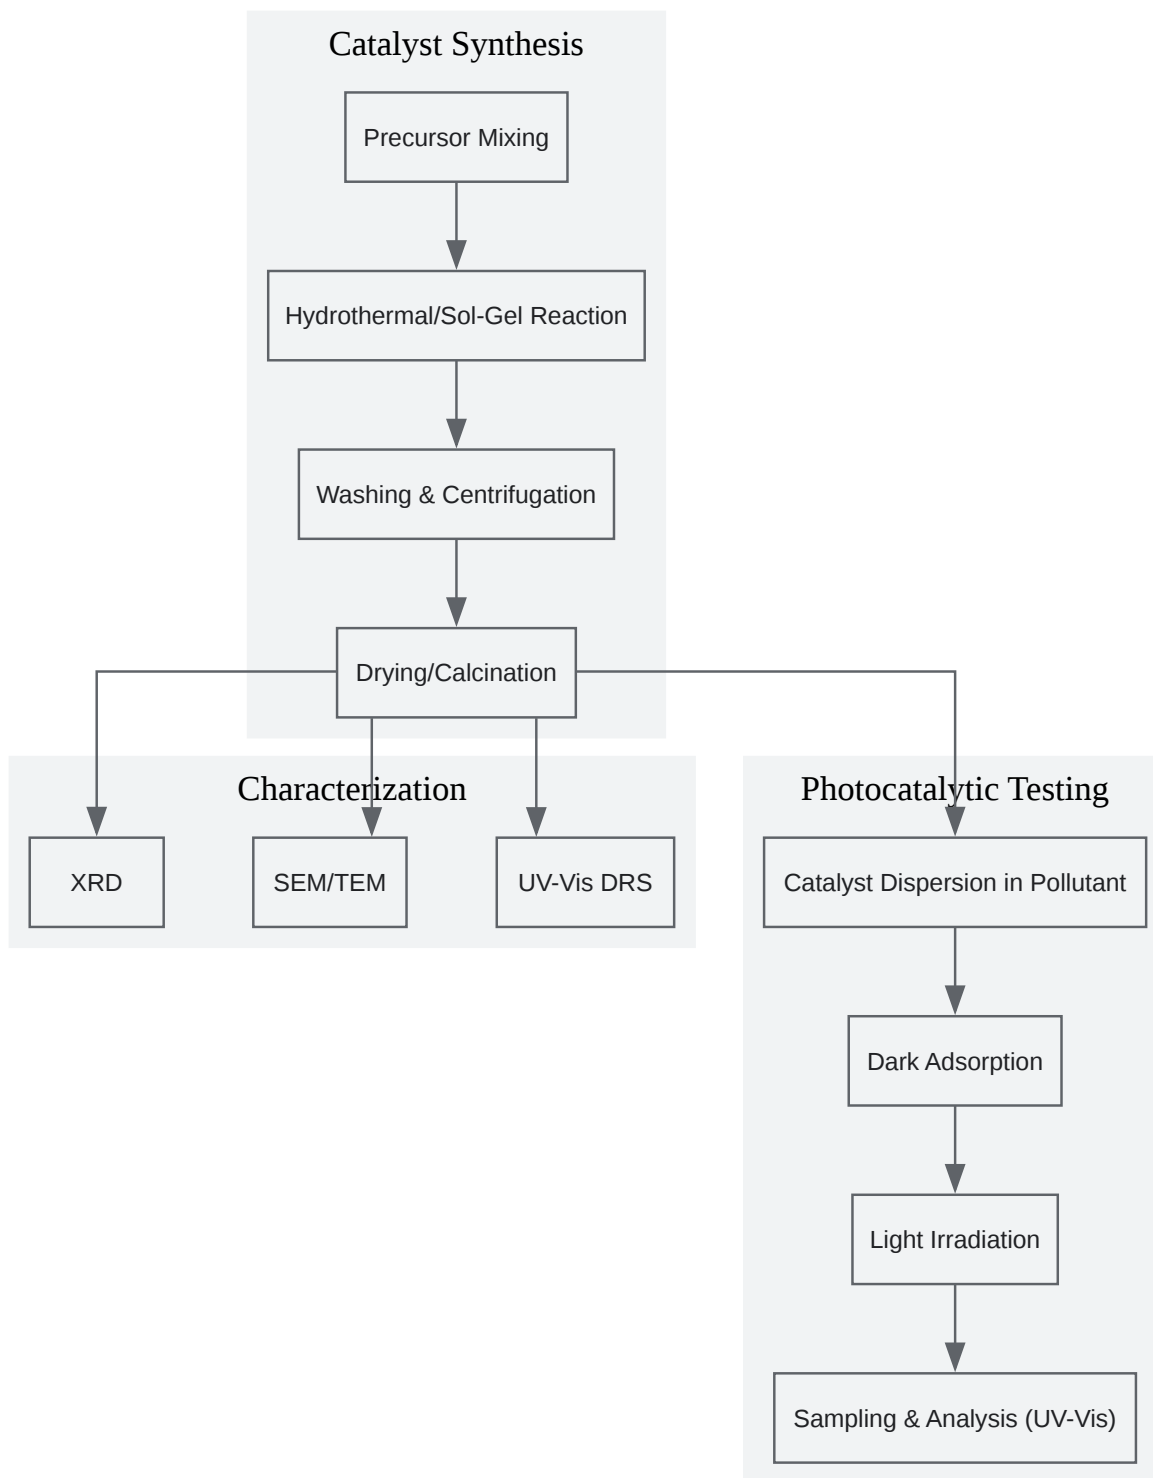 Catalyst Synthesis
Precursor Mixing
Hydrothermal/Sol-Gel Reaction
Washing & Centrifugation
Drying/Calcination
Characterization
XRD
SEM/TEM
UV-Vis DRS
Photocatalytic Testing
Catalyst Dispersion in Pollutant
Dark Adsorption
Light Irradiation
Sampling & Analysis (UV-Vis)